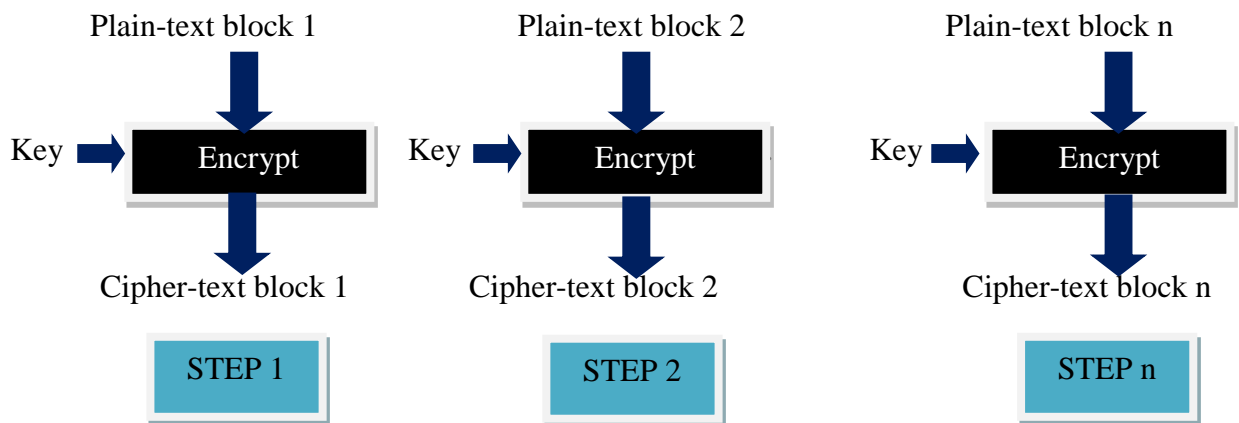 Plain-text block 1
Plain-text block 2
Plain-text block n
Key
Encrypt
Key
Encrypt
Key
Encrypt
Cipher-text block 1
Cipher-text block 2
Cipher-text block n
STEP 1
STEP 2
STEP n